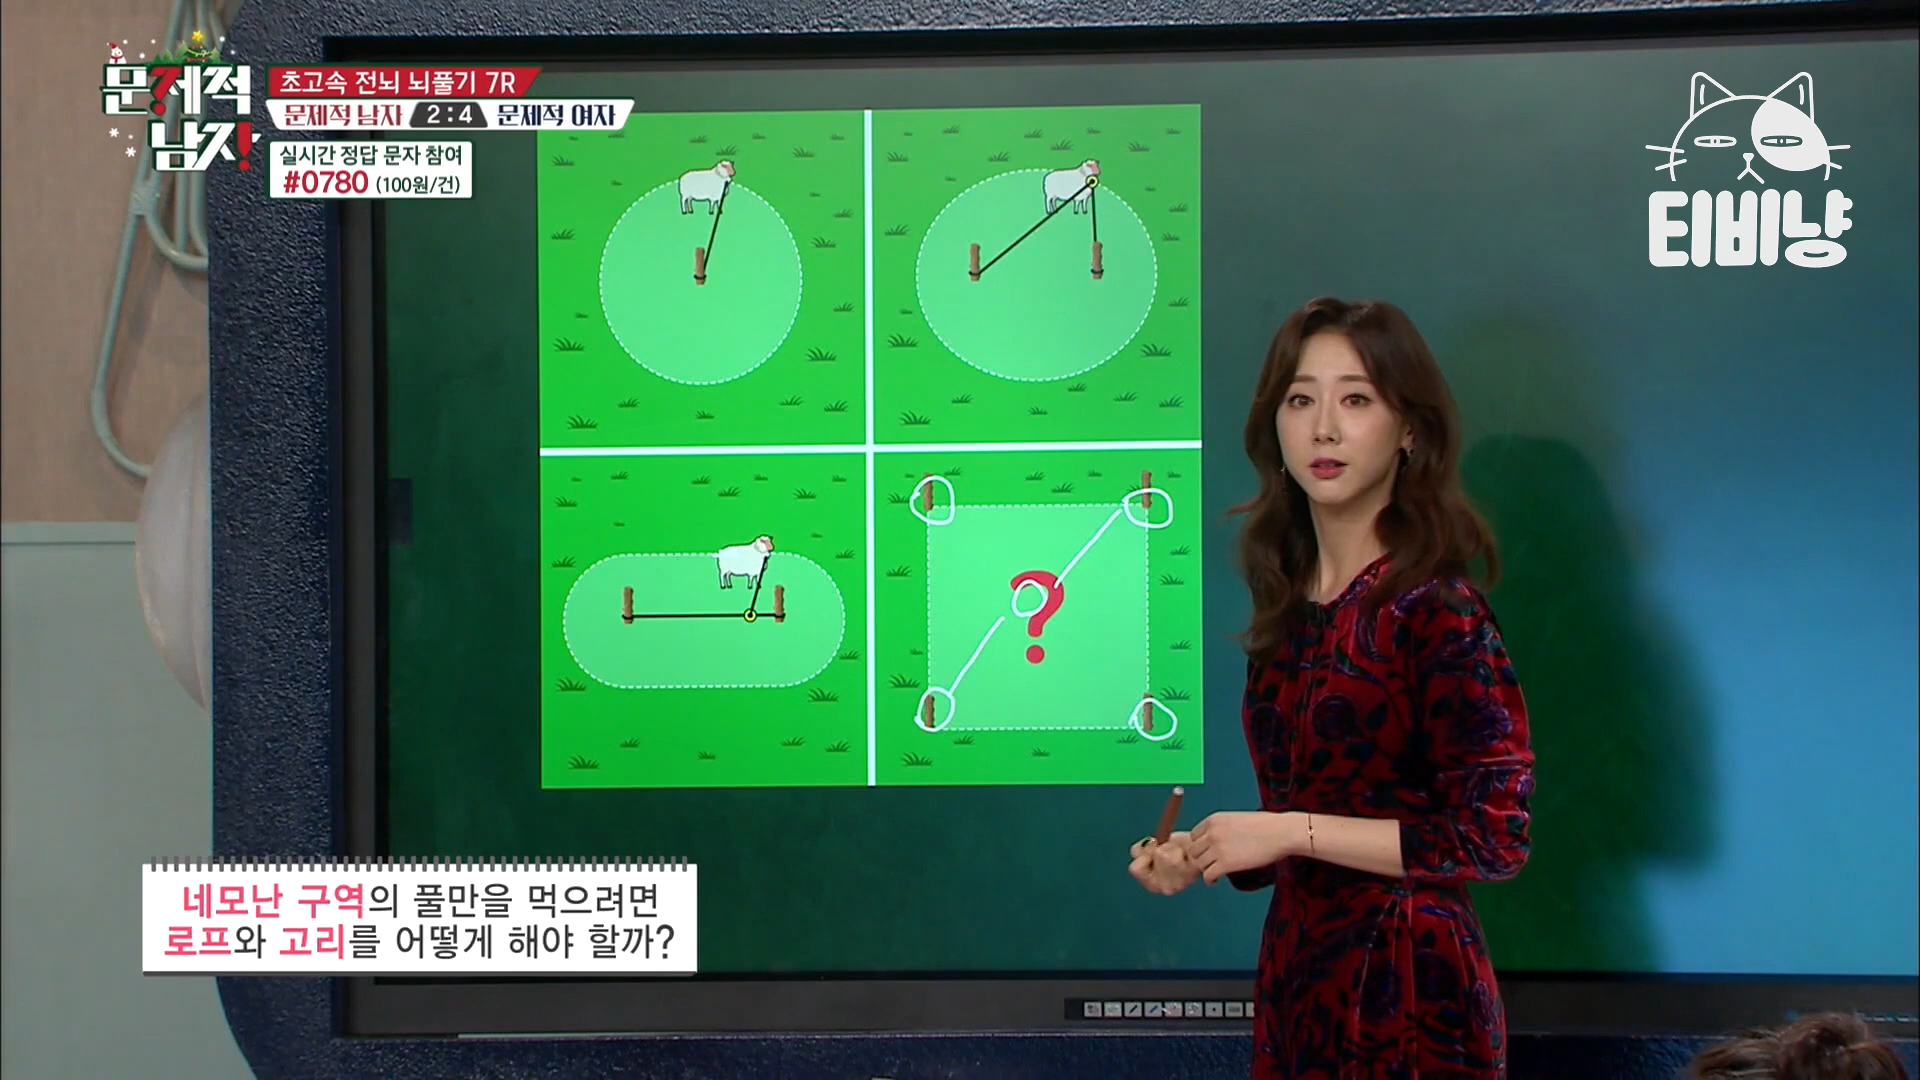 문제적
남자
초고속 전뇌 뇌풀기 7R
문제적 남자 2:4 문제적 여자
실시간 정답 문자 참여
#0780 (100원/건)
티비냥
?
네모난 구역의 풀만을 먹으려면
로프와 고리를 어떻게 해야 할까?